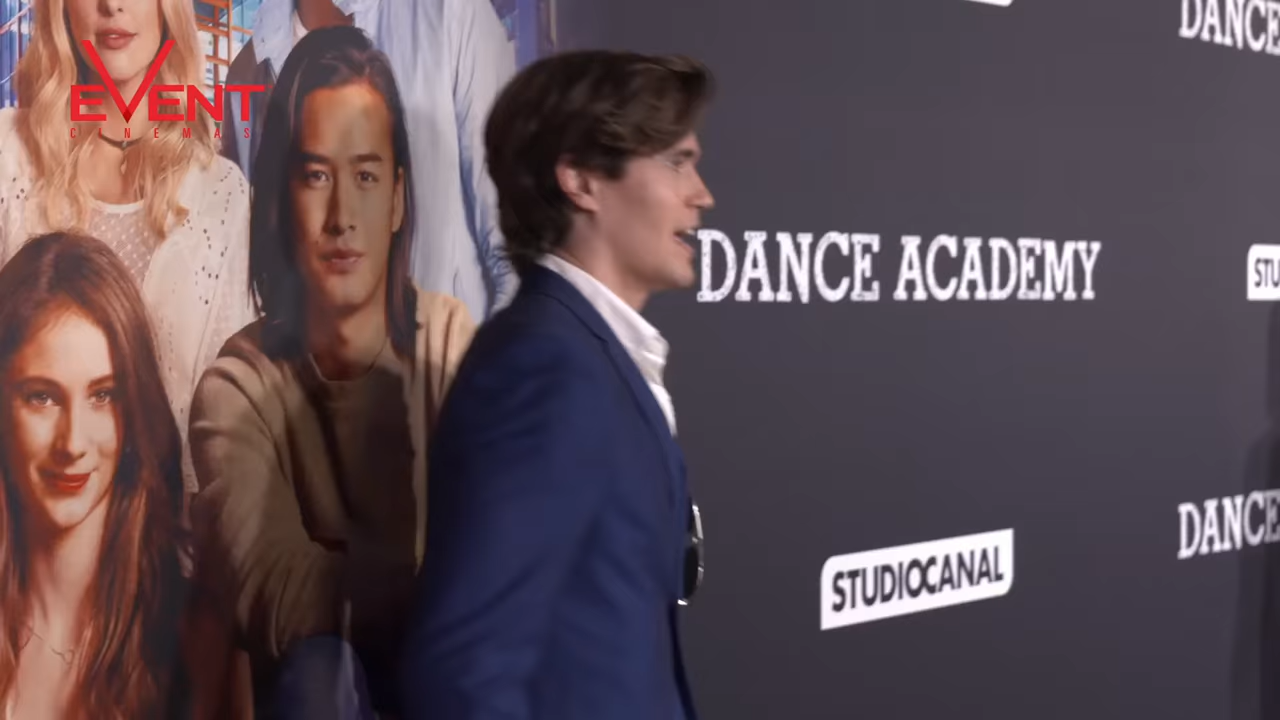 EVENT
CINEMAS
DANCE
DANCE ACADEMY
STU
DANCE
STUDIOCANAL